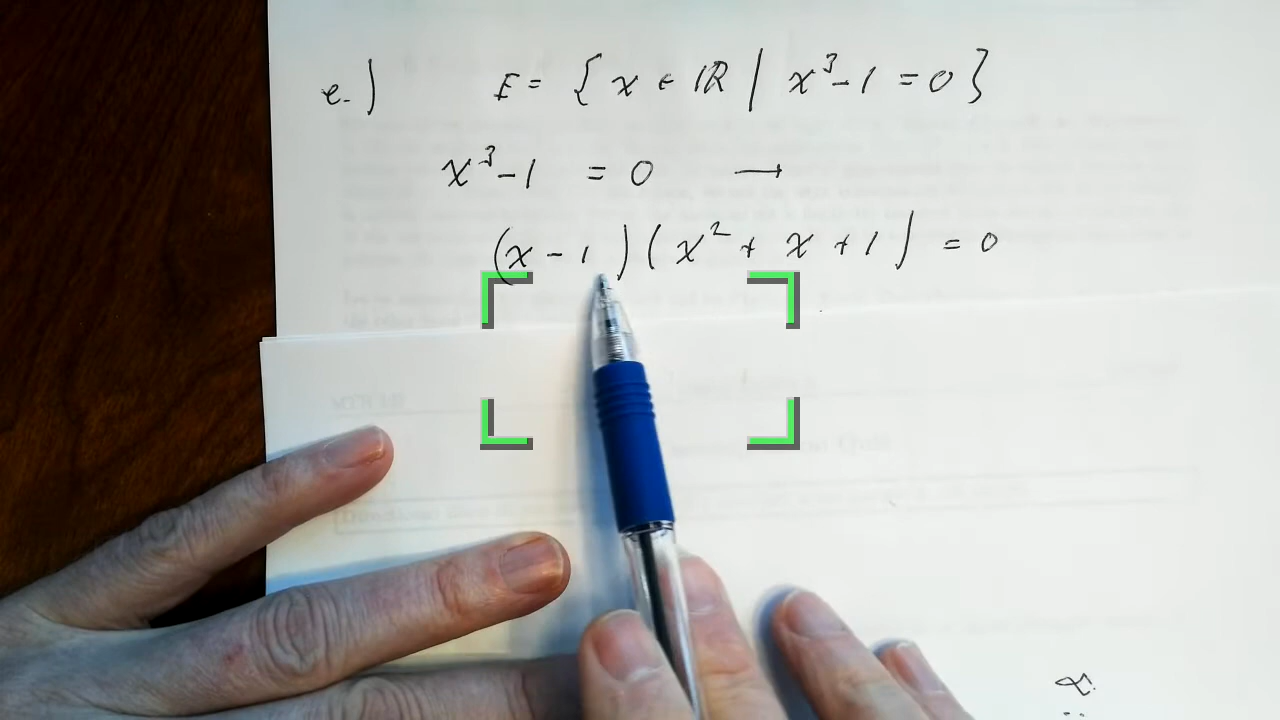 e.) E = { x ∈ ℝ | x³-1 = 0 }
x³-1 = 0 →
(x - 1)(x² + x + 1) = 0